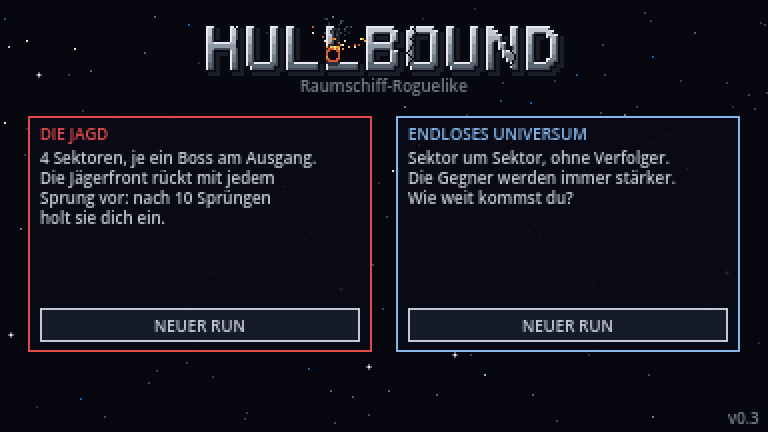 HULLBOUND
Raumschiff-Roguelike
DIE JAGD
4 Sektoren, je ein Boss am Ausgang.
Die Jägerfront rückt mit jedem
Sprung vor: nach 10 Sprüngen
holt sie dich ein.
NEUER RUN
ENDLOSES UNIVERSUM
Sektor um Sektor, ohne Verfolger.
Die Gegner werden immer stärker.
Wie weit kommst du?
NEUER RUN
v0.3